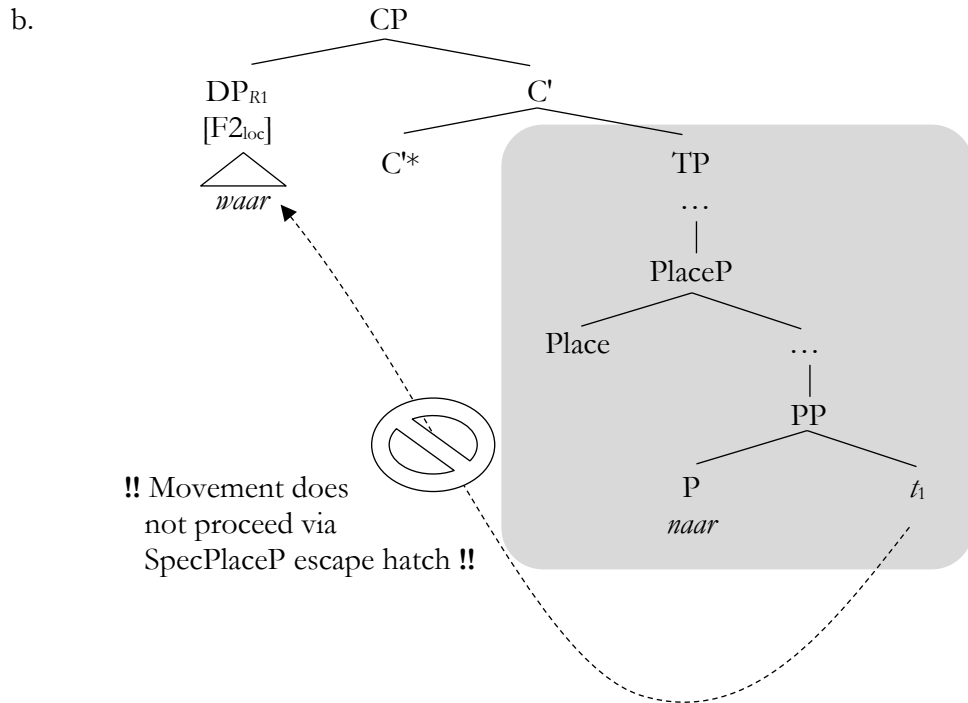 b.
CP
DPR1
C'
[F2loc]
C'*
TP
waar
…
PlaceP
Place
…
PP
P
t1
naar
!! Movement does
not proceed via
SpecPlaceP escape hatch !!